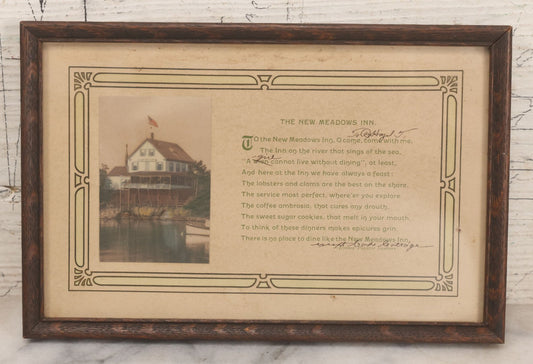 THE NEW MEADOWS INN.
To the New Meadows Inn, O come, come with me,
The Inn on the river that sings of the sea.
girl
"A man cannot live without dining", at least,
And here at the Inn we have always a feast:
The lobsters and clams are the best on the shore,
The service most perfect, where'er you explore.
The coffee ambrosia, that cures any drouth,
The sweet sugar cookies, that melt in your mouth.
To think of these dinners makes epicures grin,
There is no place to dine like the New Meadows Inn,
except